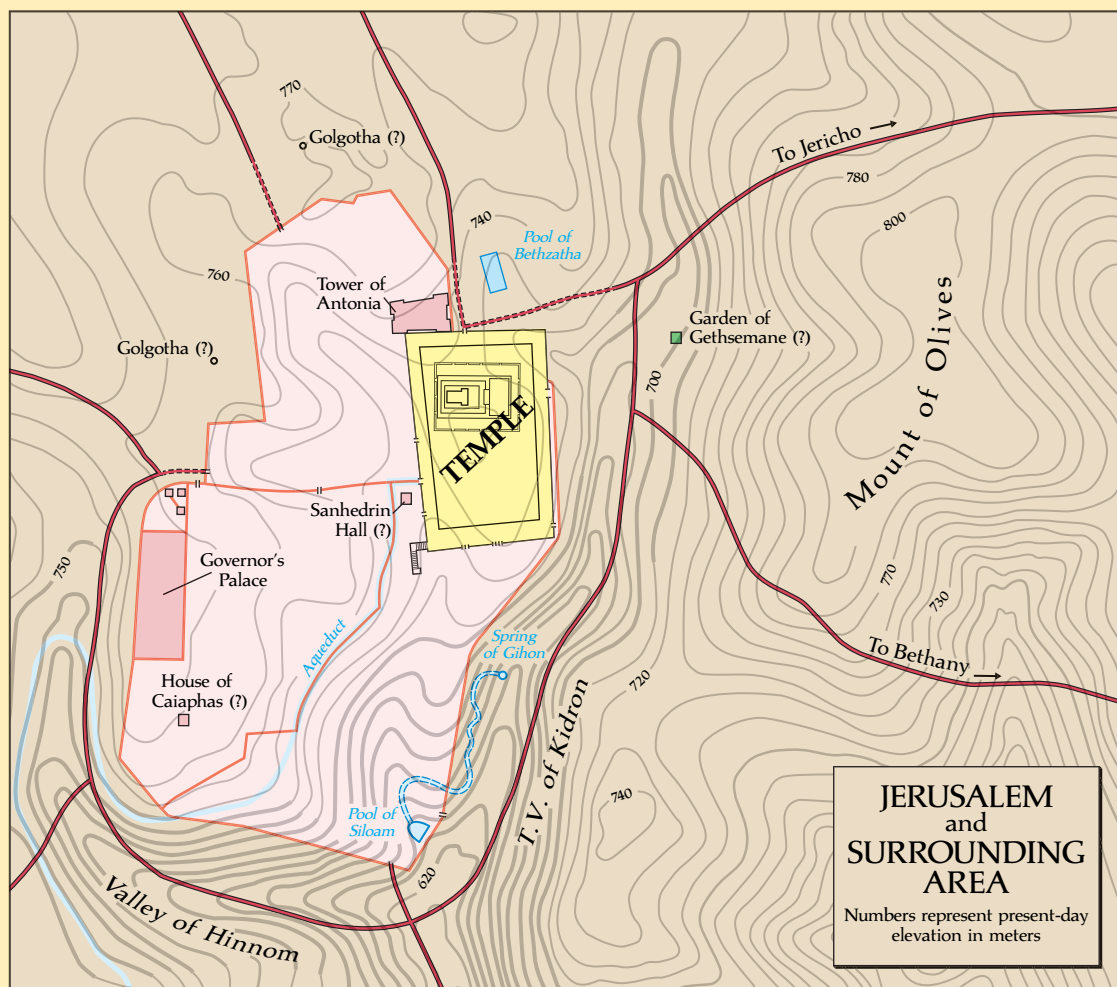 770
Golgotha (?)
To Jericho
780
800
740
Pool of
Bethzatha
760
Tower of
Antonia
Golgotha (?)
Garden of
Gethsemane (?)
700
Mount of Olives
TEMPLE
Sanhedrin
Hall (?)
750
Governor's
Palace
770
730
Aqueduct
Spring
of Gihon
To Bethany
720
House of
Caiaphas (?)
T.V. of Kidron
740
Pool of
Siloam
620
Valley of Hinnom
JERUSALEM
and
SURROUNDING
AREA
Numbers represent present-day
elevation in meters